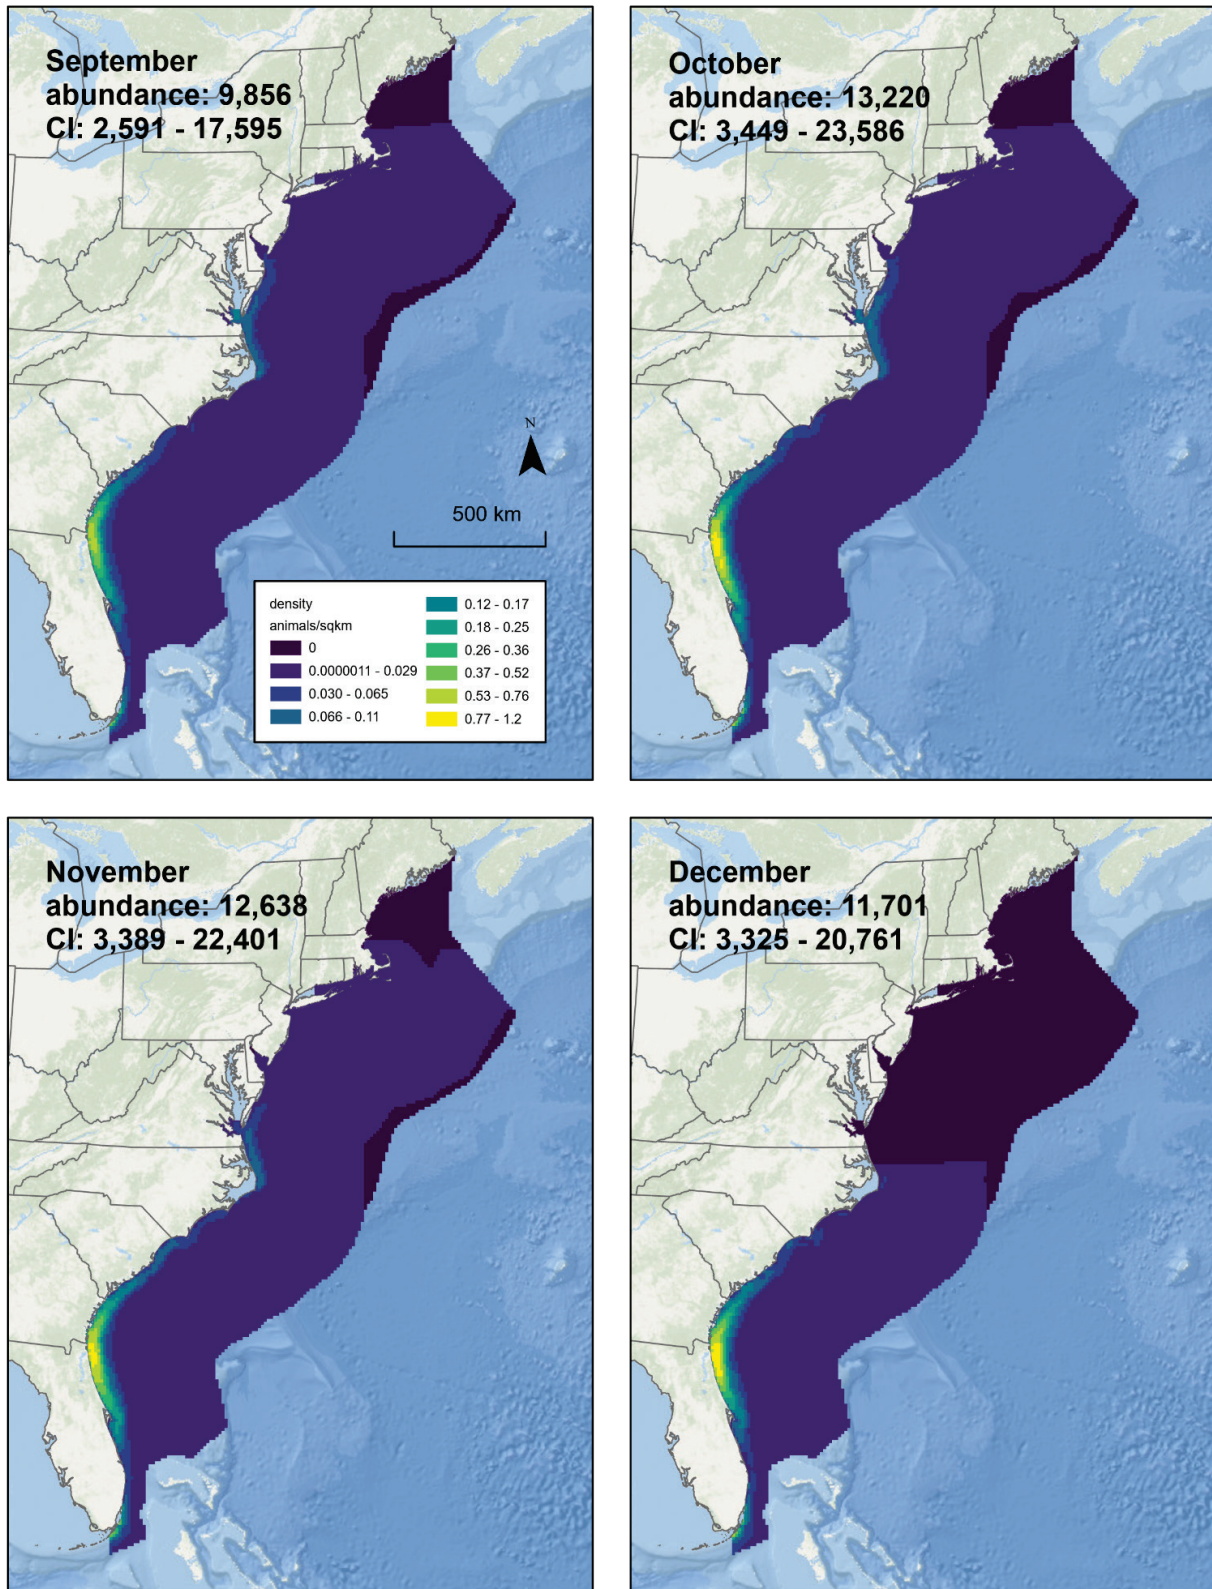 September
abundance: 9,856
CI: 2,591 - 17,595
N
500 km
density
animals/sqkm
0
0.0000011 - 0.029
0.030 - 0.065
0.066 - 0.11
0.12 - 0.17
0.18 - 0.25
0.26 - 0.36
0.37 - 0.52
0.53 - 0.76
0.77 - 1.2
October
abundance: 13,220
CI: 3,449 - 23,586
November
abundance: 12,638
CI: 3,389 - 22,401
December
abundance: 11,701
CI: 3,325 - 20,761